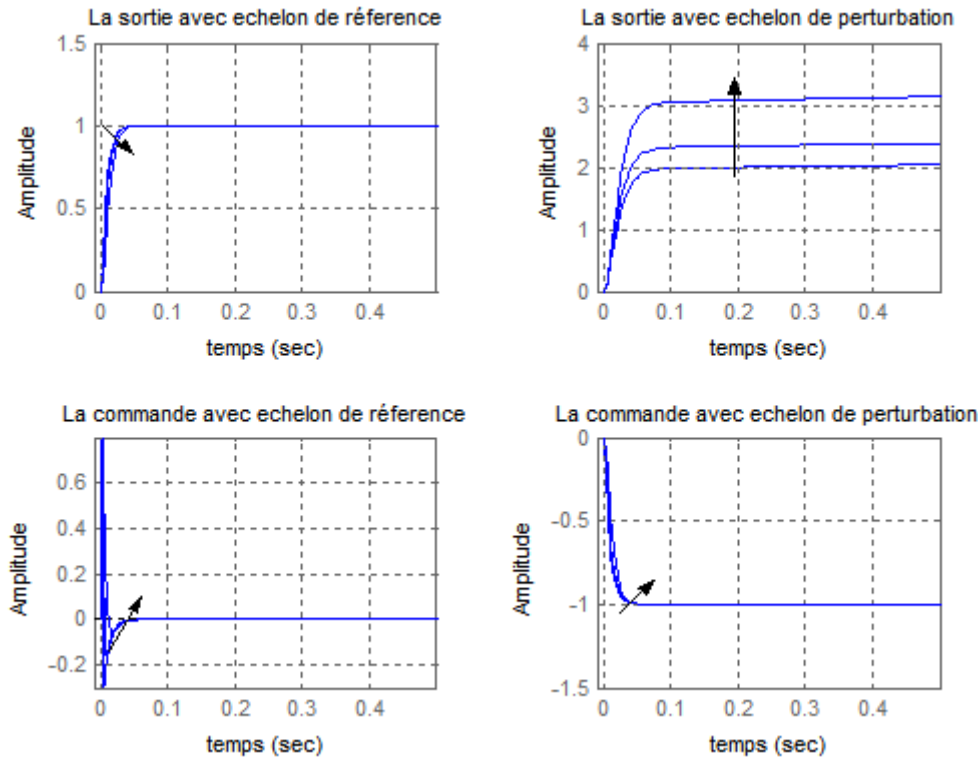 La sortie avec echelon de réference
1.5
1
0.5
0
0 0.1 0.2 0.3 0.4
Amplitude
temps (sec)
La sortie avec echelon de perturbation
4
3
2
1
0
0 0.1 0.2 0.3 0.4
Amplitude
temps (sec)
La commande avec echelon de réference
0.6
0.4
0.2
0
-0.2
0 0.1 0.2 0.3 0.4
Amplitude
temps (sec)
La commande avec echelon de perturbation
0
-0.5
-1
-1.5
0 0.1 0.2 0.3 0.4
Amplitude
temps (sec)